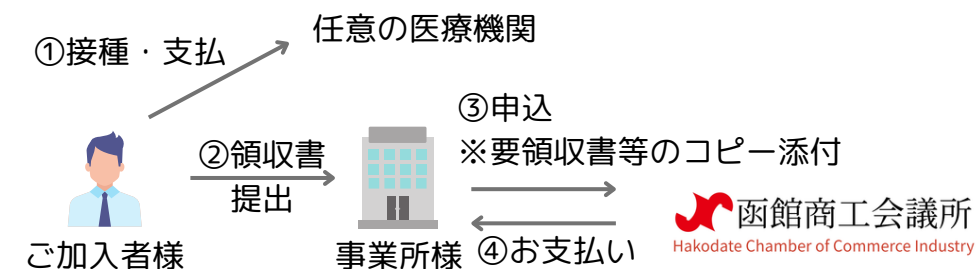 ①接種・支払
任意の医療機関
②領収書
提出
③申込
※要領収書等のコピー添付
ご加入者様
事業所様
④お支払い
函館商工会議所
Hakodate Chamber of Commerce Industry